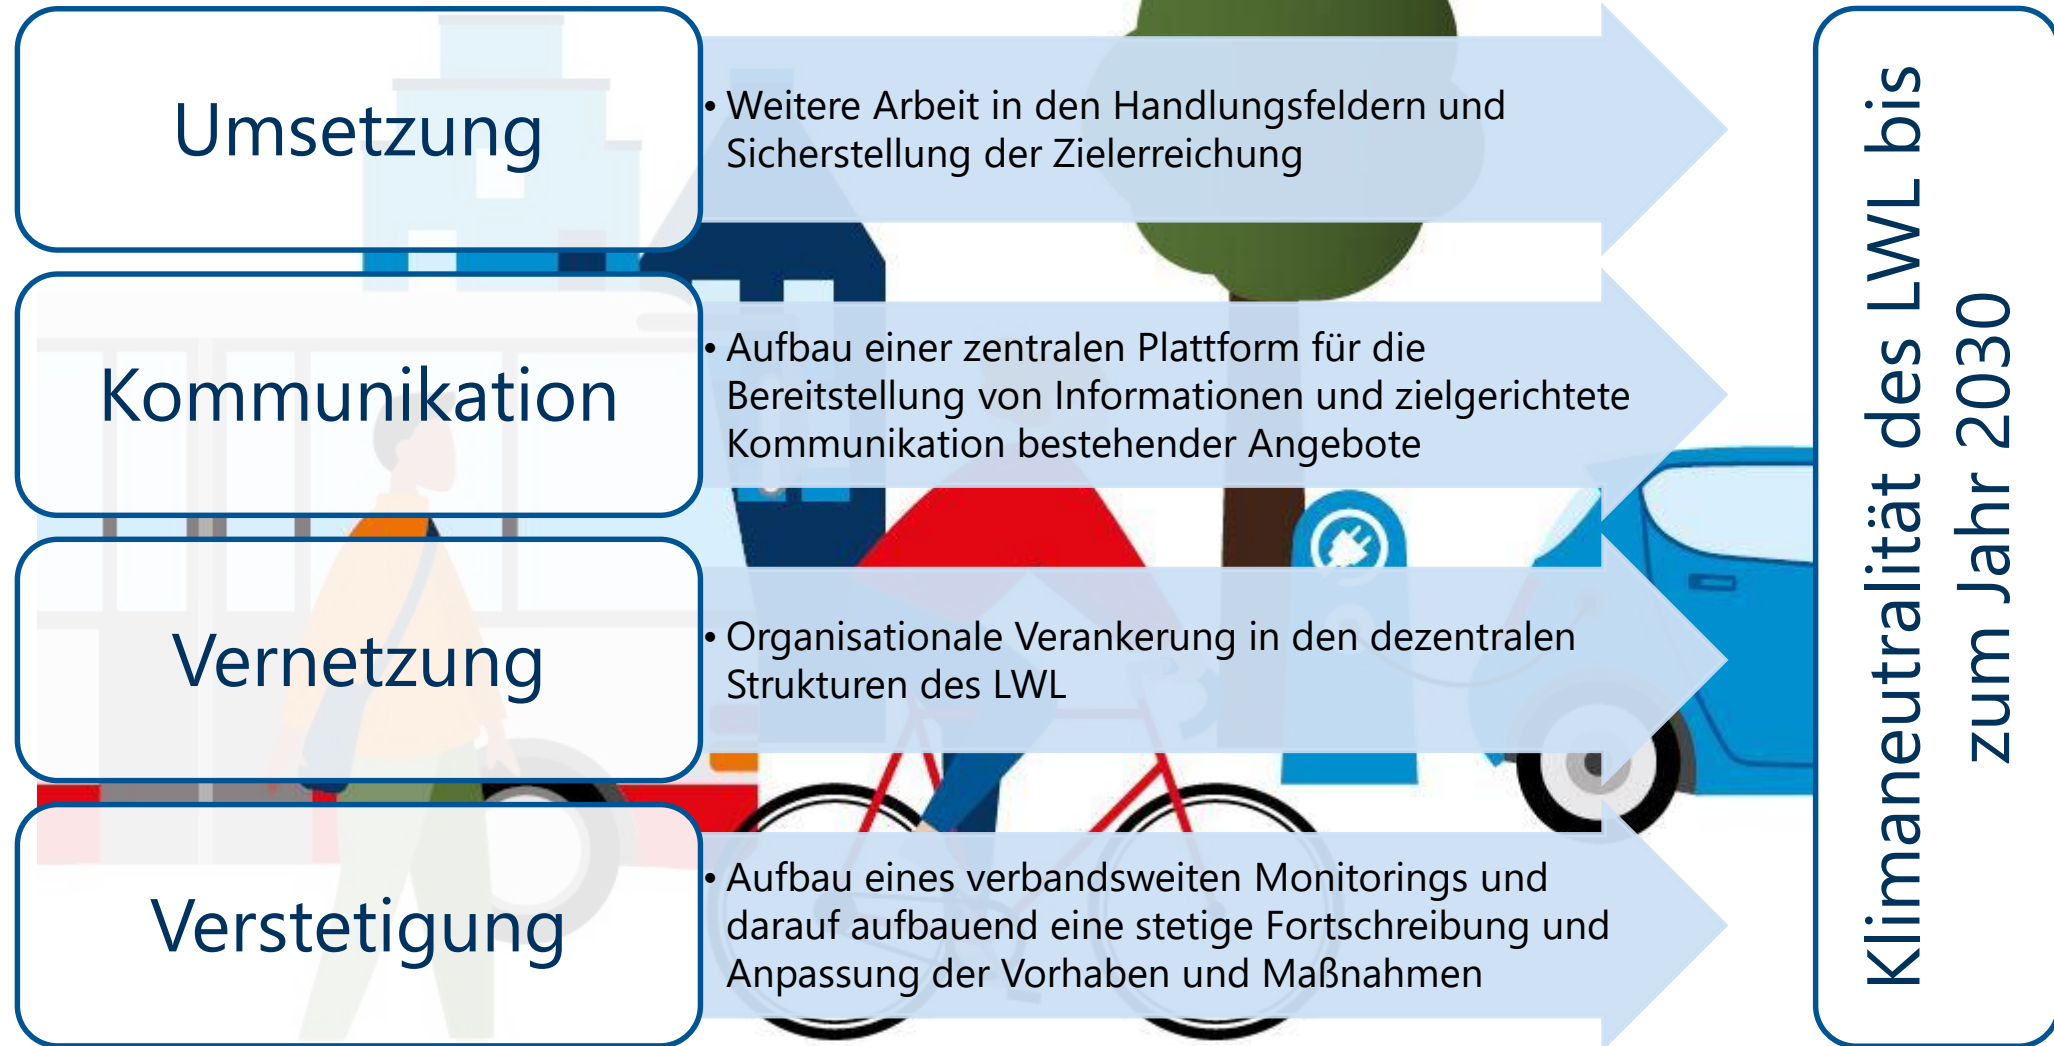 Umsetzung
• Weitere Arbeit in den Handlungsfeldern und
Sicherstellung der Zielerreichung
Kommunikation
• Aufbau einer zentralen Plattform für die
Bereitstellung von Informationen und zielgerichtete
Kommunikation bestehender Angebote
Vernetzung
• Organisationale Verankerung in den dezentralen
Strukturen des LWL
Verstetigung
• Aufbau eines verbandsweiten Monitorings und
darauf aufbauend eine stetige Fortschreibung und
Anpassung der Vorhaben und Maßnahmen
Klimaneutralität des LWL bis
zum Jahr 2030